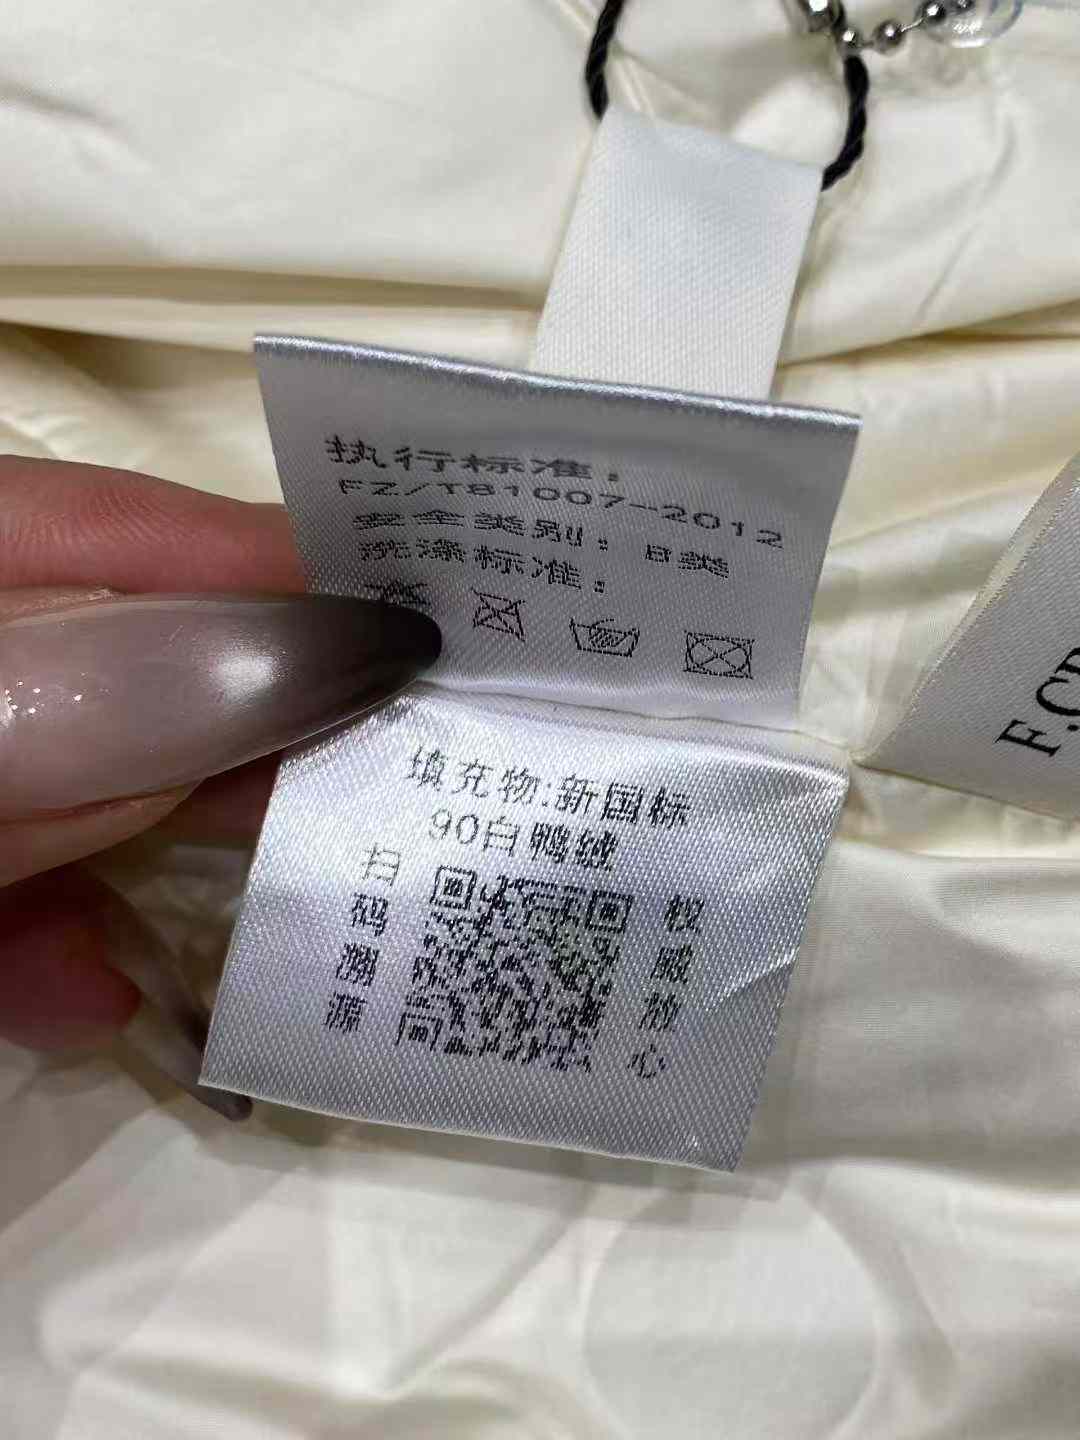 执行标准：
FZ/T81007-2012
安全类别：B类
洗涤标准：
填充物:新国标
90白鸭绒
扫码溯源
权威放心
F.CP